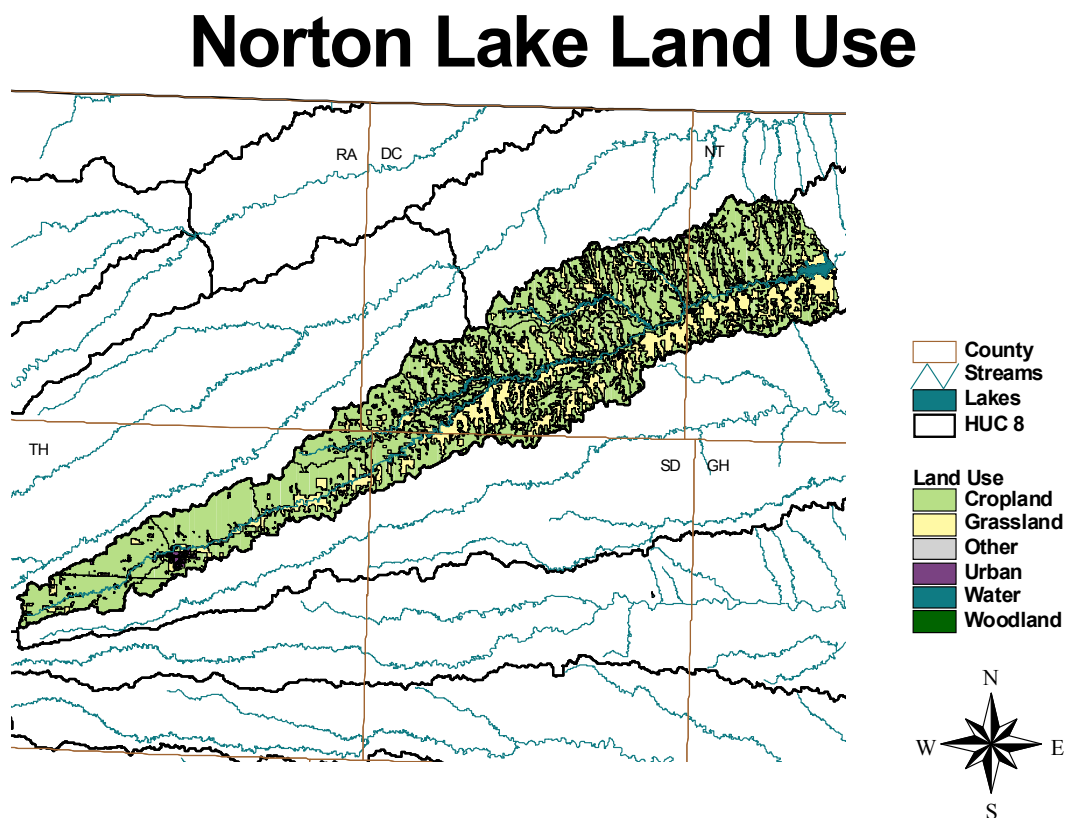 Norton Lake Land Use
RA
DC
NT
TH
SD
GH
County
Streams
Lakes
HUC 8
Land Use
Cropland
Grassland
Other
Urban
Water
Woodland
N
W
E
S